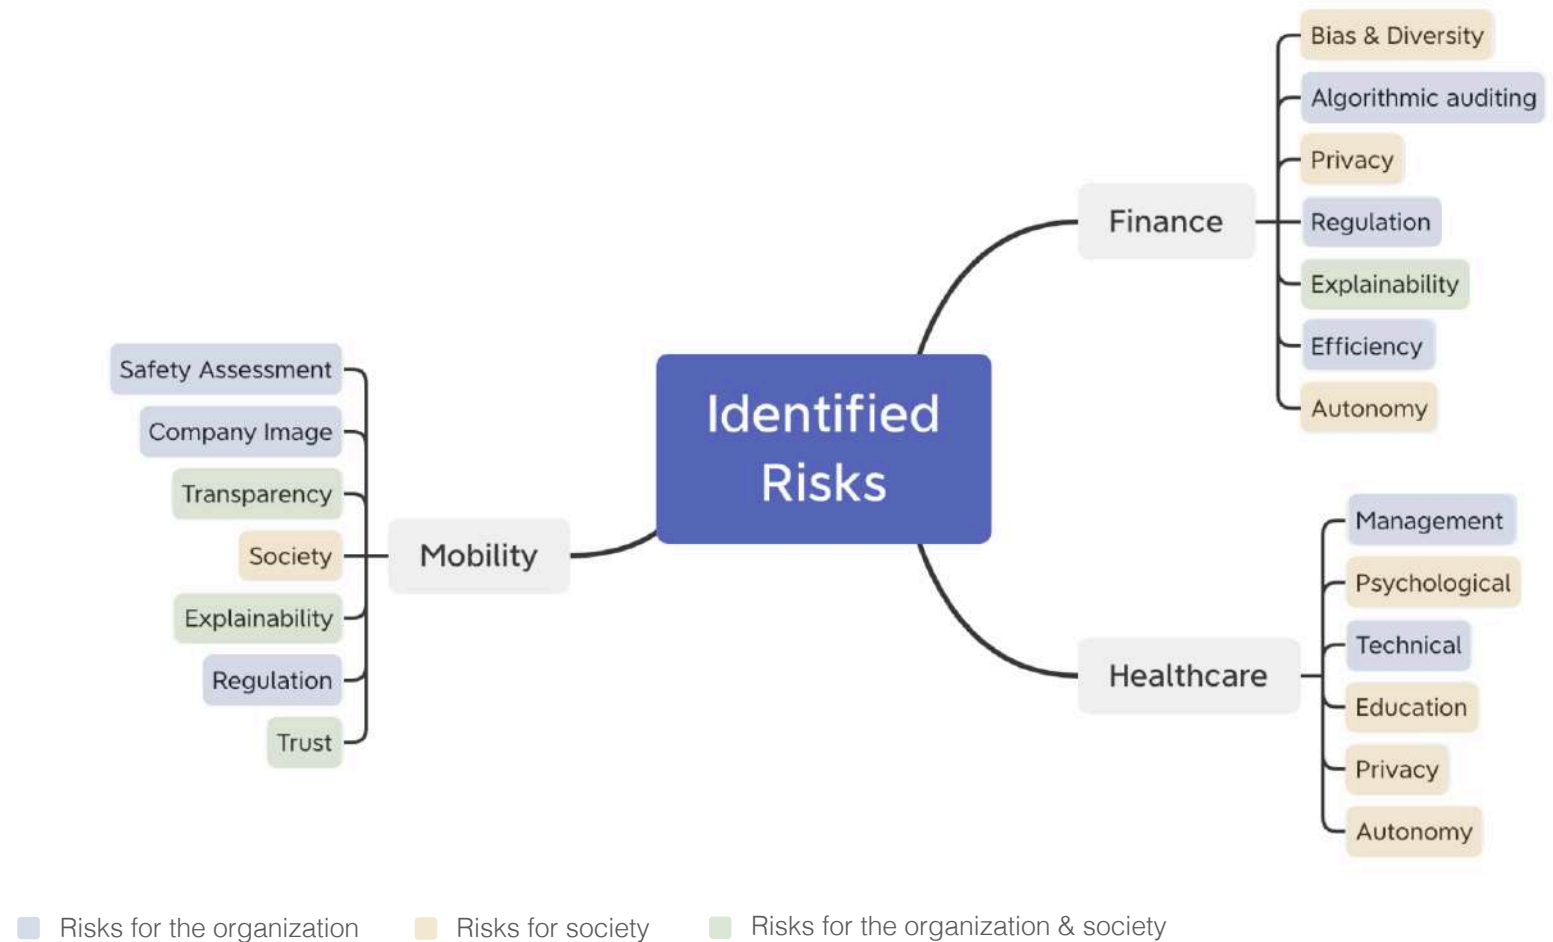 Identified
Risks
Finance
Bias & Diversity
Algorithmic auditing
Privacy
Regulation
Explainability
Efficiency
Autonomy
Healthcare
Management
Psychological
Technical
Education
Privacy
Autonomy
Mobility
Safety Assessment
Company Image
Transparency
Society
Explainability
Regulation
Trust
Risks for the organization
Risks for society
Risks for the organization & society